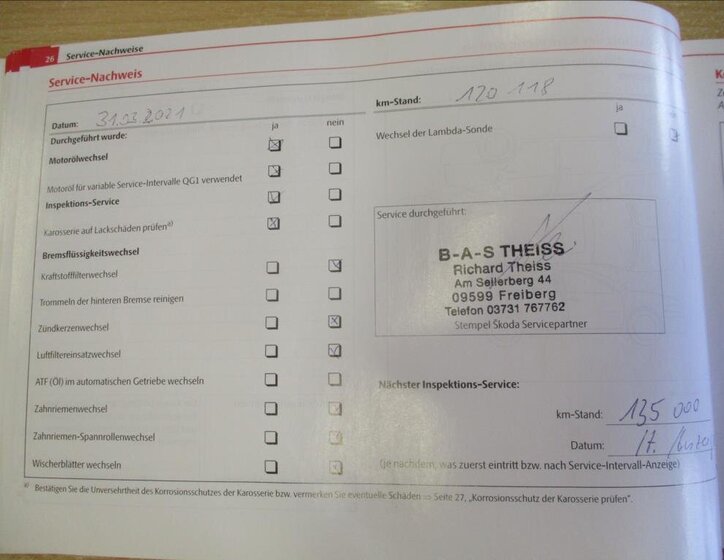 26 Service-Nachweise
Service-Nachweis
Datum: 31.03.2021
km-Stand: 120 118
ja nein
ja
Durchgeführt wurde:
Wechsel der Lambda-Sonde
Motorölwechsel
Motoröl für variable Service-Intervalle QG1 verwendet
Inspektions-Service
Karosserie auf Lackschäden prüfen a)
Bremsflüssigkeitswechsel
Kraftstofffilterwechsel
Trommeln der hinteren Bremse reinigen
Zündkerzenwechsel
Luftfiltereinsatzwechsel
ATF (Öl) im automatischen Getriebe wechseln
Zahnriemenwechsel
Zahnriemen-Spannrollenwechsel
Wischerblätter wechseln
Service durchgeführt:
B-A-S THEISS
Richard Theiss
Am Seilerberg 44
09599 Freiberg
Telefon 03731 767762
Stempel Škoda Servicepartner
Nächster Inspektions-Service:
km-Stand: 135 000
Datum:
(je nachdem, was zuerst eintritt bzw. nach Service-Intervall-Anzeige)
a) Bestätigen Sie die Unversehrtheit des Korrosionsschutzes der Karosserie bzw. vermerken Sie eventuelle Schäden ⇒ Seite 27, „Korrosionsschutz der Karosserie prüfen".